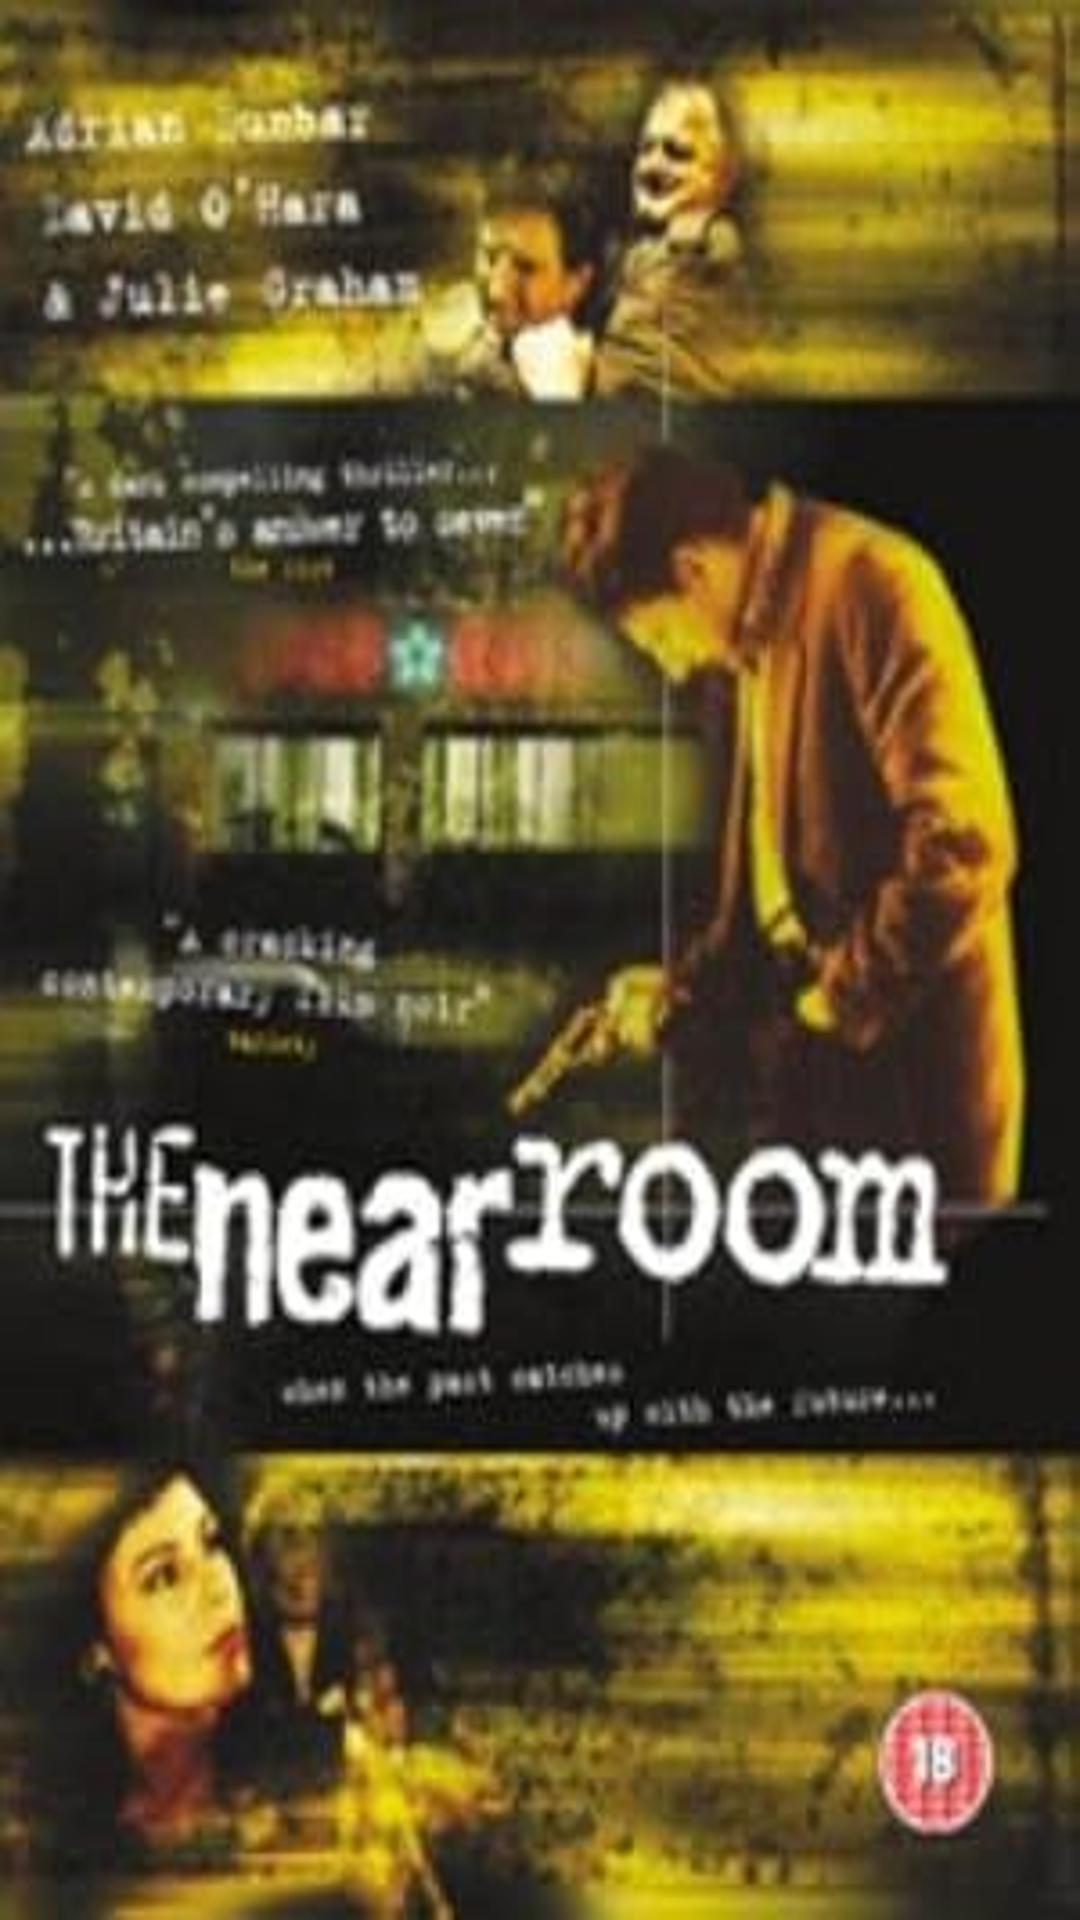 Adrian Dunbar
David O'Hara
& Julie Graham
"a dark compelling thriller...
...Britain's answer to seven"
"A cracking
contemporary film noir"
Variety
THE near room
when the past catches
up with the future...
18